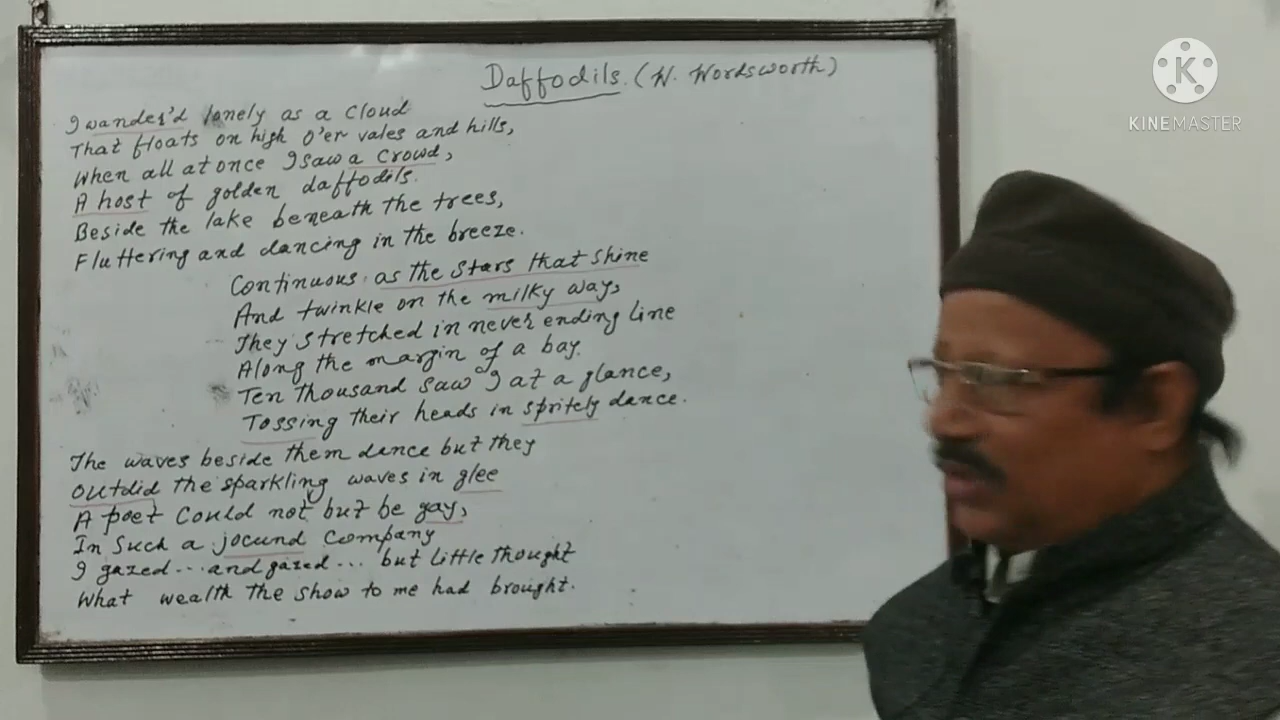 Daffodils. (W. Wordsworth)
I wander'd lonely as a cloud
That floats on high o'er vales and hills,
When all at once I saw a crowd,
A host of golden daffodils.
Beside the lake beneath the trees,
Fluttering and dancing in the breeze.
Continuous as the stars that shine
And twinkle on the milky way,
They stretched in never ending line
Along the margin of a bay.
Ten thousand saw I at a glance,
Tossing their heads in spritely dance.
The waves beside them dance but they
Outdid the sparkling waves in glee
A poet could not but be gay,
In such a jocund company
I gazed... and gazed... but little thought
What wealth the show to me had brought.
KINEMASTER